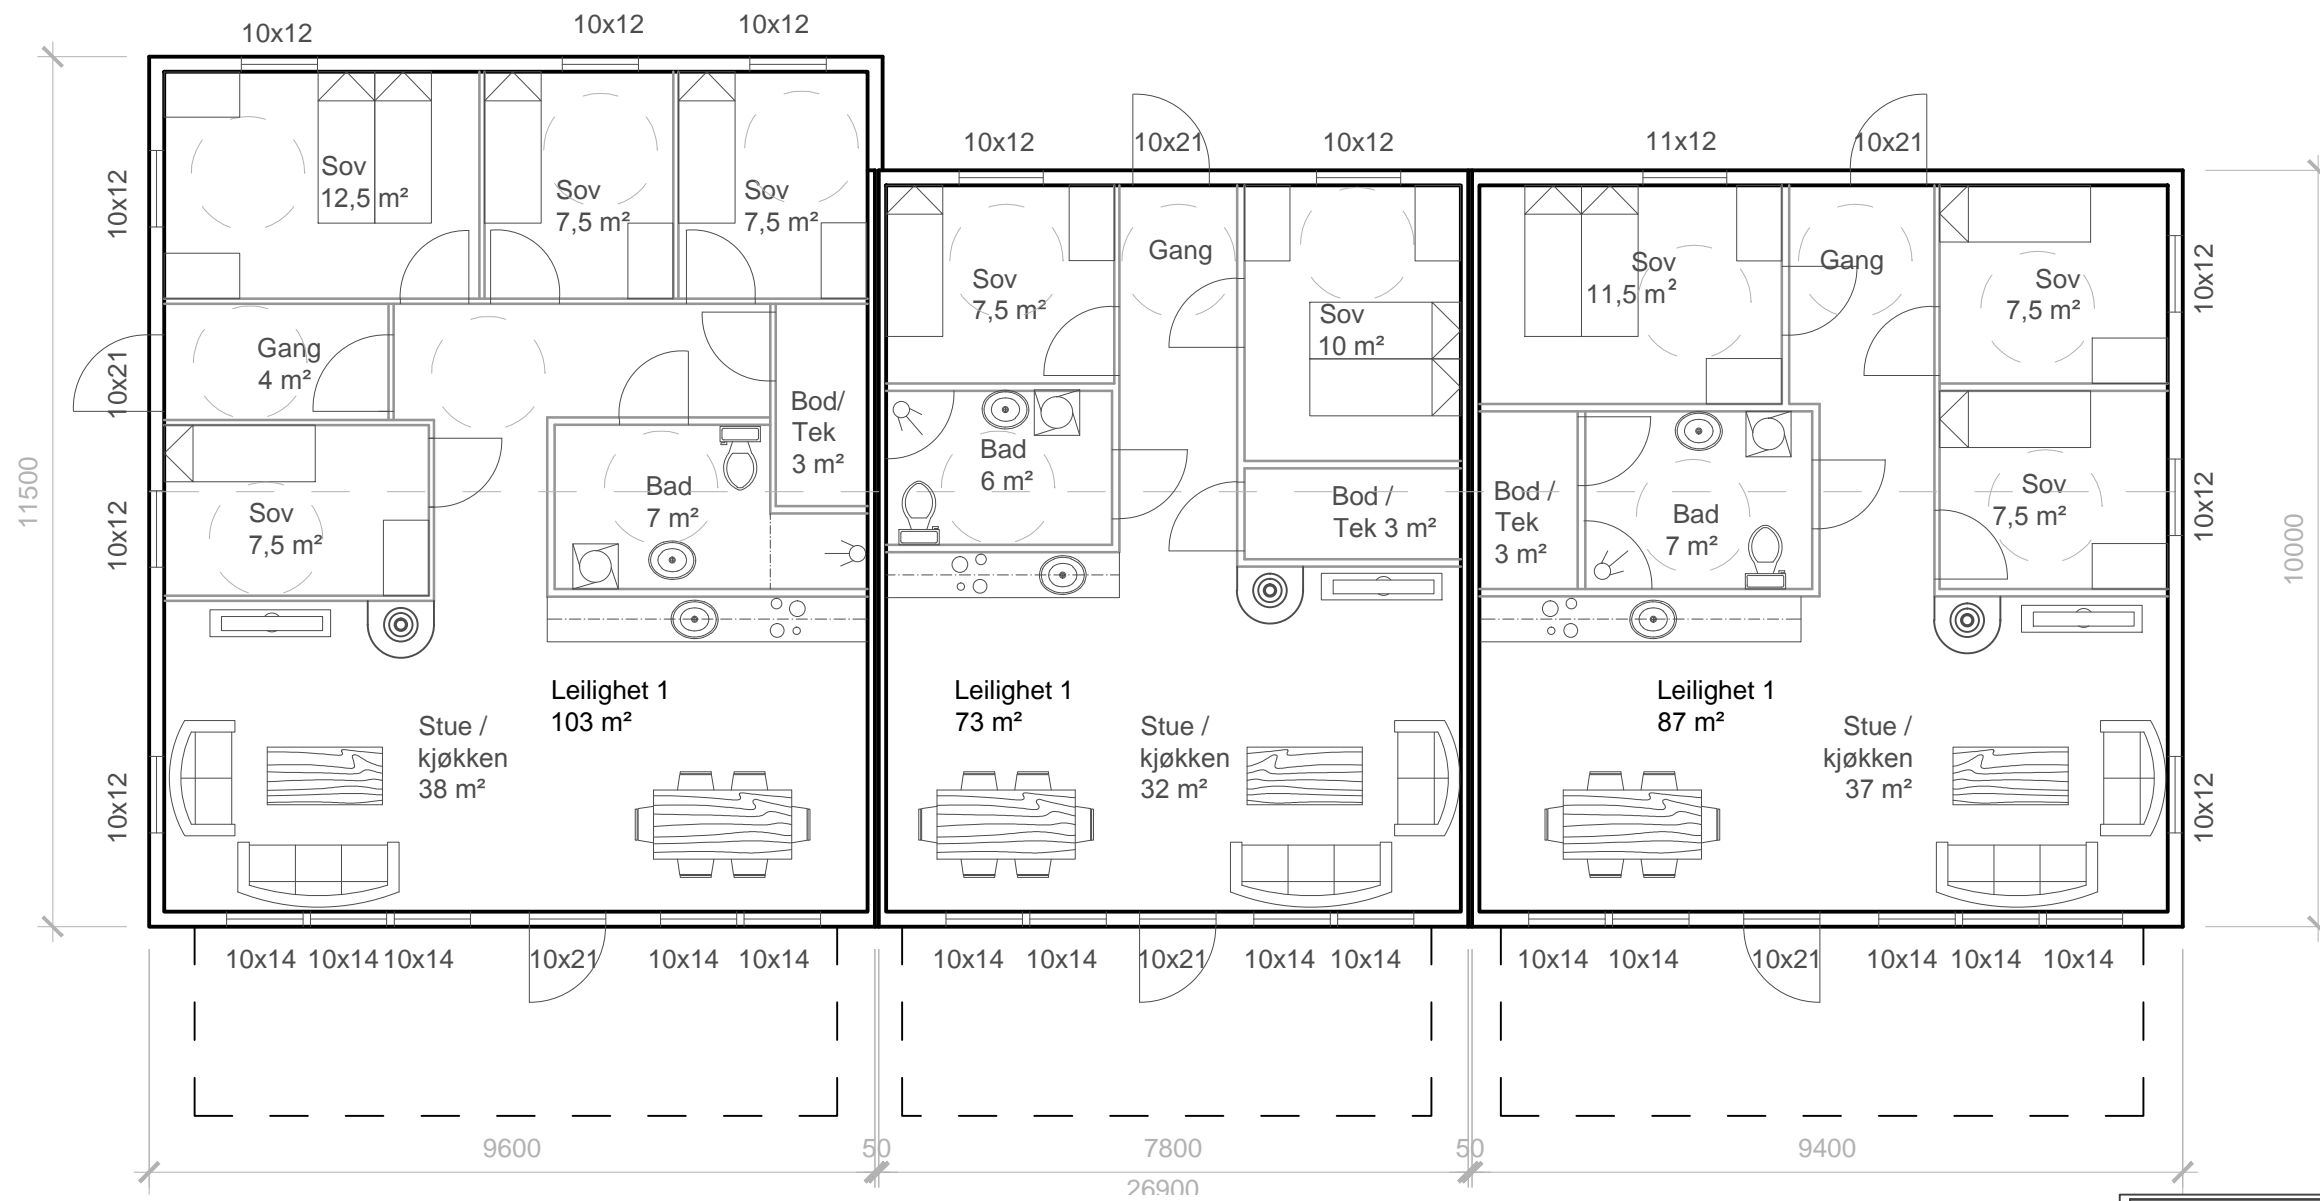 10x12
10x12
10x12
10x12
10x21
10x12
11x12
10x21
Sov
12,5 m²
Sov
7,5 m²
Sov
7,5 m²
10x12
Gang
4 m²
10x21
Bod/
Tek
3 m²
Sov
7,5 m²
10x12
Bad
7 m²
Sov
7,5 m²
Gang
Sov
10 m²
Bad
6 m²
Bod /
Tek 3 m²
Sov
11,5 m²
Gang
Sov
7,5 m²
10x12
Bod /
Tek
3 m²
Bad
7 m²
Sov
7,5 m²
10x12
11500
10000
Leilighet 1
103 m²
Stue /
kjøkken
38 m²
10x12
Leilighet 1
73 m²
Stue /
kjøkken
32 m²
Leilighet 1
87 m²
Stue /
kjøkken
37 m²
10x12
10x14 10x14 10x14 10x21 10x14 10x14
10x14 10x14 10x21 10x14 10x14
10x14 10x14 10x21 10x14 10x14 10x14
9600 50 7800 50 9400
26900